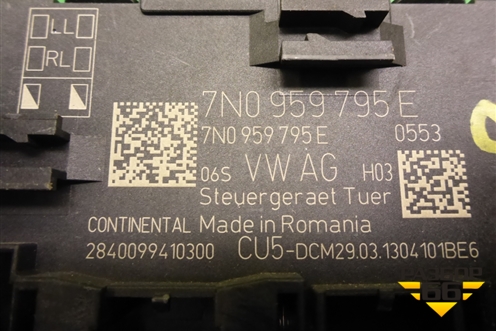 LL
RL
7N0 959 795 E
7N0 959 795 E 0553
06S VW AG H03
Steuergeraet Tuer
CONTINENTAL Made in Romania
2840099410300 CU5-DCM29.03.1304101BE6